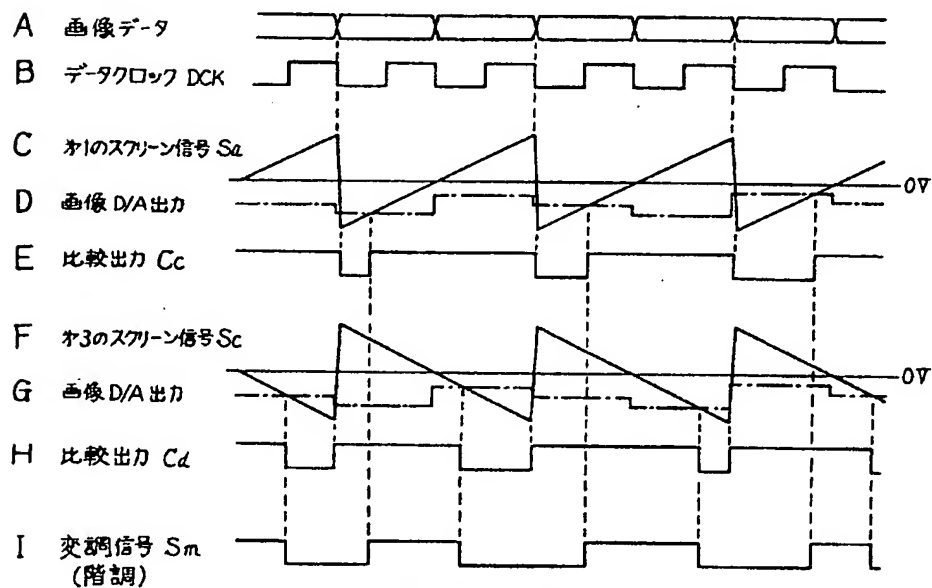 A 画像データ
B データクロック DCK
C 第1のスクリーン信号 Sa
0V
D 画像 D/A 出力
E 比較出力 Cc
F 第3のスクリーン信号 Sc
0V
G 画像 D/A 出力
H 比較出力 Cd
I 変調信号 Sm
(階調)